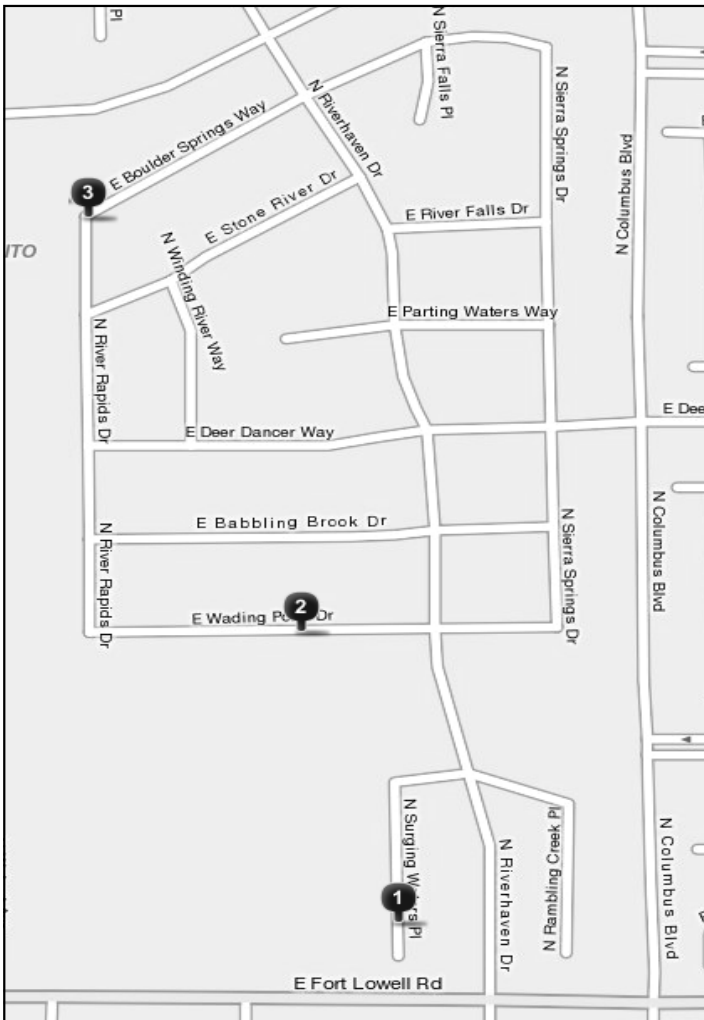 Pl
N Sierra Falls Pl
N Riverhaven Dr
N Sierra Springs Dr
E Boulder Springs Way
N Columbus Blvd
3
E Stone River Dr
E River Falls Dr
N Winding River Way
E Parting Waters Way
N River Rapids Dr
E Deer Dancer Way
E Dee
E Babbling Brook Dr
N Columbus Blvd
N Sierra Springs Dr
N River Rapids Dr
2
E Wading Dr
N Surging Pl
1
N Riverhaven Dr
N Rambling Creek Pl
N Columbus Blvd
E Fort Lowell Rd